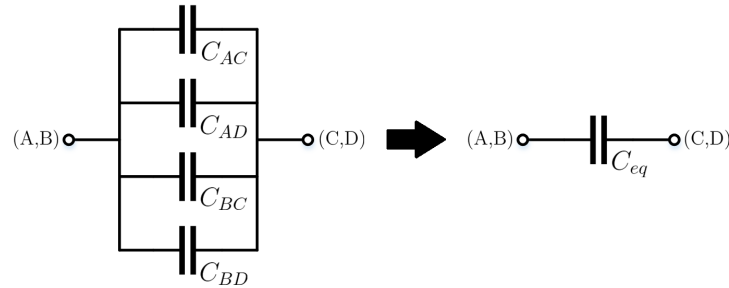 C_{AC}
C_{AD}
(A,B) (C,D) (A,B) (C,D)
C_{eq}
C_{BC}
C_{BD}